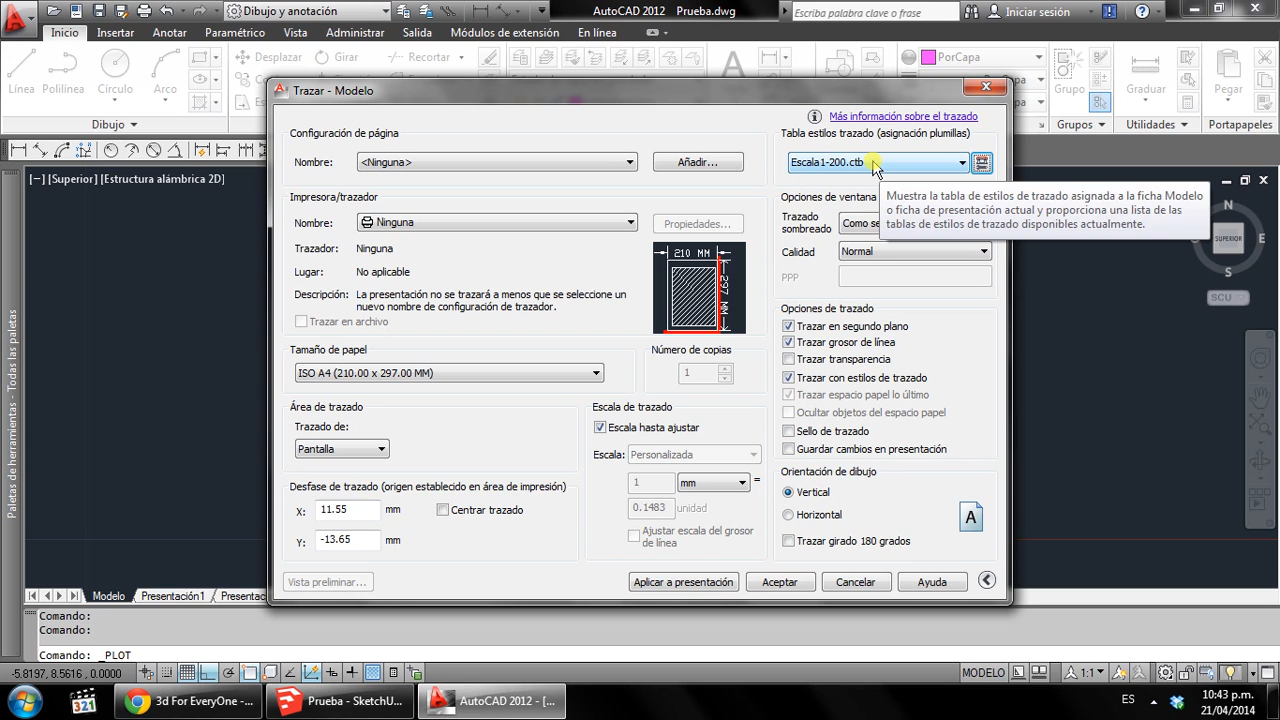 Dibujo y anotación
AutoCAD 2012 Prueba.dwg
Escriba palabra clave o frase
Iniciar sesión
Inicio Insertar Anotar Paramétrico Vista Administrar Salida Módulos de extensión En línea
Línea
Polilínea
Círculo
Arco
Desplazar
Recortar
PorCapa
Grupo
Graduar
Pegar
Dibujo
Grupos
Utilidades
Portapapeles
[−] [Superior] [Estructura alámbrica 2D]
Paletas de herramientas - Todas las paletas
N
SUPERIOR
S
SCU
Trazar - Modelo
Más información sobre el trazado
Configuración de página
Nombre: <Ninguna> Añadir...
Impresora/trazador
Nombre: Ninguna Propiedades...
Trazador: Ninguna
Lugar: No aplicable
Descripción: La presentación no se trazará a menos que se seleccione un
nuevo nombre de configuración de trazador.
Trazar en archivo
210 MM
297 MM
Tamaño de papel
ISO A4 (210.00 x 297.00 MM)
Número de copias
1
Área de trazado
Trazado de:
Pantalla
Escala de trazado
Escala hasta ajustar
Escala: Personalizada
1 mm =
0.1483 unidad
Ajustar escala del grosor
de línea
Desfase de trazado (origen establecido en área de impresión)
X: 11.55 mm Centrar trazado
Y: -13.65 mm
Tabla estilos trazado (asignación plumillas)
Escala1-200.ctb
Muestra la tabla de estilos de trazado asignada a la ficha Modelo
o ficha de presentación actual y proporciona una lista de las
tablas de estilos de trazado disponibles actualmente.
Opciones de ventana
Trazado
sombreado
Como se
Calidad Normal
PPP
Opciones de trazado
Trazar en segundo plano
Trazar grosor de línea
Trazar transparencia
Trazar con estilos de trazado
Trazar espacio papel lo último
Ocultar objetos del espacio papel
Sello de trazado
Guardar cambios en presentación
Orientación de dibujo
Vertical
Horizontal
Trazar girado 180 grados
A
Vista preliminar... Aplicar a presentación Aceptar Cancelar Ayuda
Modelo Presentación1 Presentac
Comando:
Comando:
Comando: _PLOT
-5.8197, 8.5616, 0.0000
MODELO
1:1
3d For EveryOne -...
Prueba - SketchU...
AutoCAD 2012 - [...
ES
10:43 p.m.
21/04/2014
321